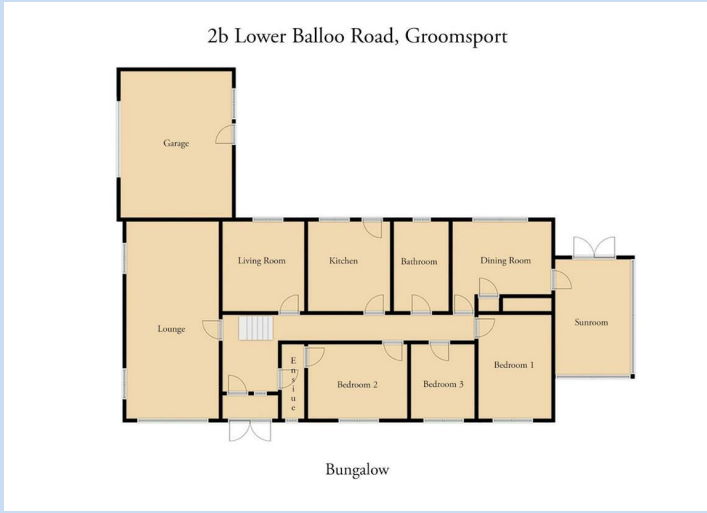 2b Lower Balloo Road, Groomsport
Garage
Living Room
Kitchen
Bathroom
Dining Room
Lounge
Sunroom
Ensiue
Bedroom 2
Bedroom 3
Bedroom 1
Bungalow